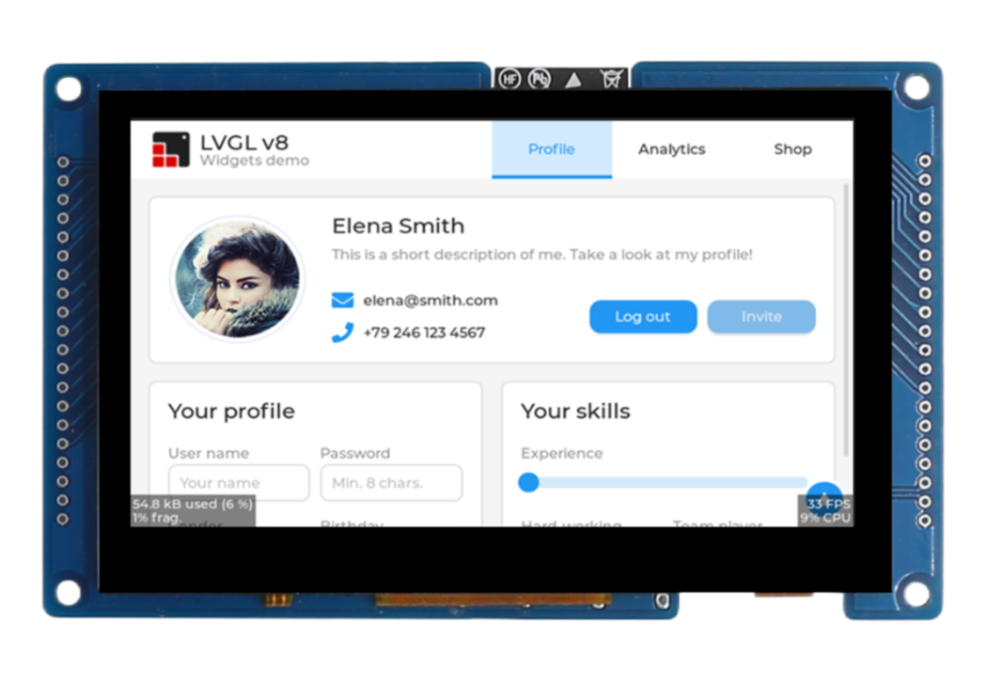 HF Pb
LVGL v8
Widgets demo
Profile Analytics Shop
Elena Smith
This is a short description of me. Take a look at my profile!
elena@smith.com
+79 246 123 4567
Log out Invite
Your profile
Your skills
User name Password
Experience
Your name Min. 8 chars.
54.8 kB used (6 %)
1% frag.
33 FPS
9% CPU
Birthday
Hard-working Team player